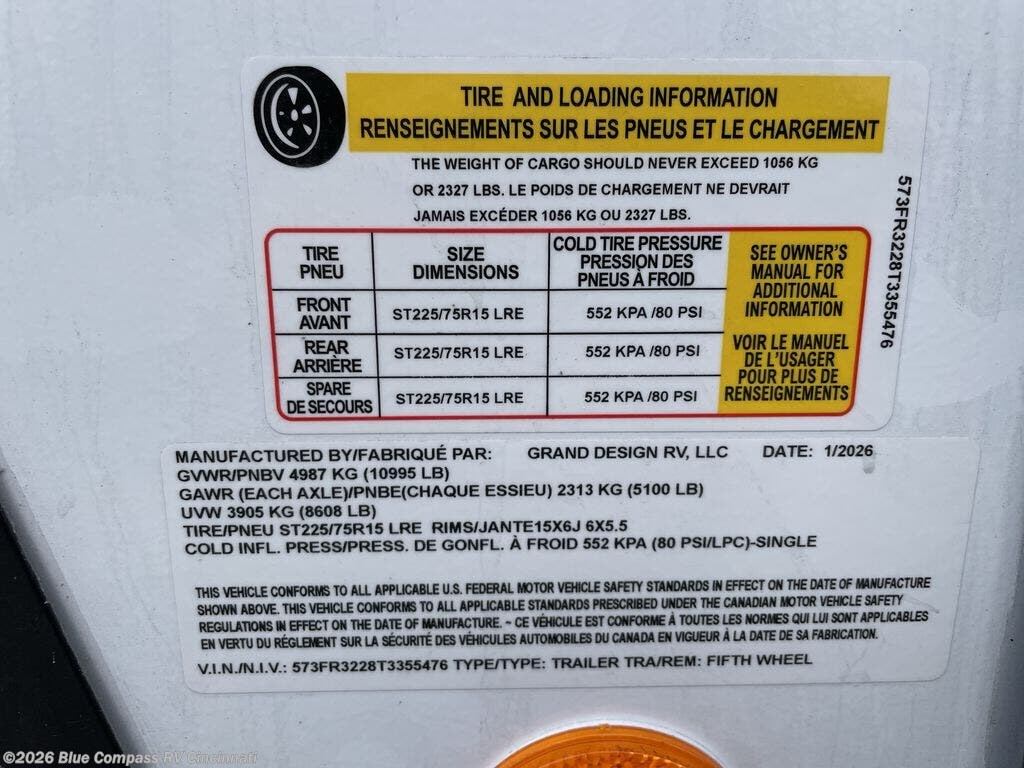 TIRE AND LOADING INFORMATION
RENSEIGNEMENTS SUR LES PNEUS ET LE CHARGEMENT
THE WEIGHT OF CARGO SHOULD NEVER EXCEED 1056 KG
OR 2327 LBS. LE POIDS DE CHARGEMENT NE DEVRAIT
JAMAIS EXCÉDER 1056 KG OU 2327 LBS.
TIRE
PNEU
SIZE
DIMENSIONS
COLD TIRE PRESSURE
PRESSION DES
PNEUS À FROID
FRONT
AVANT
ST225/75R15 LRE
552 KPA /80 PSI
REAR
ARRIÈRE
ST225/75R15 LRE
552 KPA /80 PSI
SPARE
DE SECOURS
ST225/75R15 LRE
552 KPA /80 PSI
SEE OWNER'S
MANUAL FOR
ADDITIONAL
INFORMATION
VOIR LE MANUEL
DE L'USAGER
POUR PLUS DE
RENSEIGNEMENTS
573FR3228T3355476
MANUFACTURED BY/FABRIQUÉ PAR: GRAND DESIGN RV, LLC DATE: 1/2026
GVWR/PNBV 4987 KG (10995 LB)
GAWR (EACH AXLE)/PNBE(CHAQUE ESSIEU) 2313 KG (5100 LB)
UVW 3905 KG (8608 LB)
TIRE/PNEU ST225/75R15 LRE RIMS/JANTE15X6J 6X5.5
COLD INFL. PRESS/PRESS. DE GONFL. À FROID 552 KPA (80 PSI/LPC)-SINGLE
THIS VEHICLE CONFORMS TO ALL APPLICABLE U.S. FEDERAL MOTOR VEHICLE SAFETY STANDARDS IN EFFECT ON THE DATE OF MANUFACTURE
SHOWN ABOVE. THIS VEHICLE CONFORMS TO ALL APPLICABLE STANDARDS PRESCRIBED UNDER THE CANADIAN MOTOR VEHICLE SAFETY
REGULATIONS IN EFFECT ON THE DATE OF MANUFACTURE. ~ CE VÉHICULE EST CONFORME À TOUTES LES NORMES QUI LUI SONT APPLICABLES
EN VERTU DU RÉGLEMENT SUR LA SÉCURITÉ DES VÉHICULES AUTOMOBILES DU CANADA EN VIGUEUR À LA DATE DE SA FABRICATION.
V.I.N./N.I.V.: 573FR3228T3355476 TYPE/TYPE: TRAILER TRA/REM: FIFTH WHEEL
©2026 Blue Compass RV Cincinnati